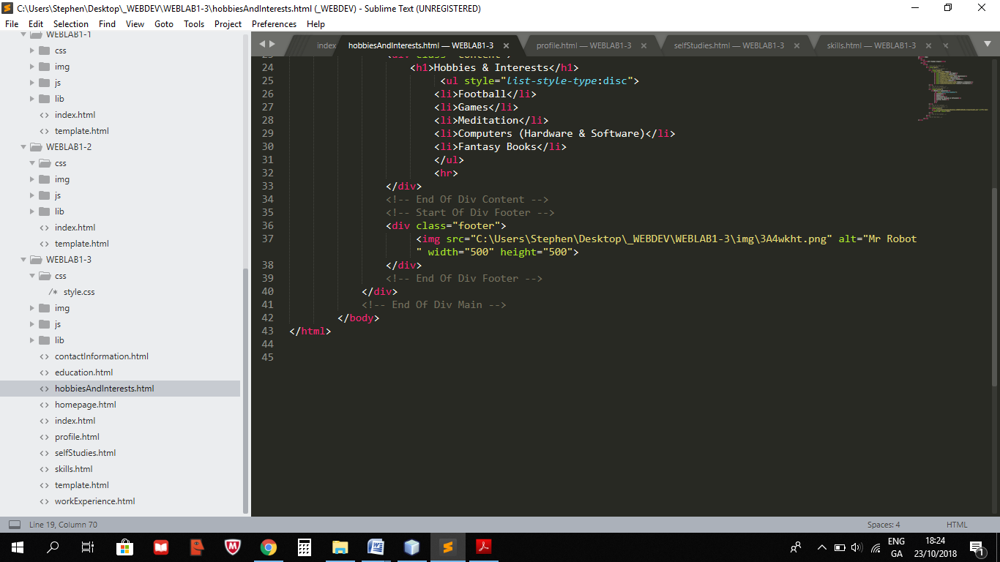 C:\Users\Stephen\Desktop\_WEBDEV\WEBLAB1-3\hobbiesAndInterests.html (_WEBDEV) - Sublime Text (UNREGISTERED)
File Edit Selection Find View Goto Tools Project Preferences Help
WEBLAB1-1
css
img
js
lib
<> index.html
<> template.html
WEBLAB1-2
css
img
js
lib
<> index.html
<> template.html
WEBLAB1-3
css
/* style.css
img
js
lib
<> contactInformation.html
<> education.html
<> hobbiesAndInterests.html
<> homepage.html
<> index.html
<> profile.html
<> selfStudies.html
<> skills.html
<> template.html
<> workExperience.html
index hobbiesAndInterests.html — WEBLAB1-3 × profile.html — WEBLAB1-3 × selfStudies.html — WEBLAB1-3 × skills.html — WEBLAB1-3 × ×
23 <div class="content">
24 <h1>Hobbies & Interests</h1>
25 <ul style="list-style-type:disc">
26 <li>Football</li>
27 <li>Games</li>
28 <li>Meditation</li>
29 <li>Computers (Hardware & Software)</li>
30 <li>Fantasy Books</li>
31 </ul>
32 <hr>
33 </div>
34 <!-- End Of Div Content -->
35 <!-- Start Of Div Footer -->
36 <div class="footer">
37 <img src="C:\Users\Stephen\Desktop\_WEBDEV\WEBLAB1-3\img\3A4wkht.png" alt="Mr Robot
" width="500" height="500">
38 </div>
39 <!-- End Of Div Footer -->
40 </div>
41 <!-- End Of Div Main -->
42 </body>
43 </html>
44
45
Line 19, Column 70 Spaces: 4 HTML
ENG 18:24
GA 23/10/2018
1